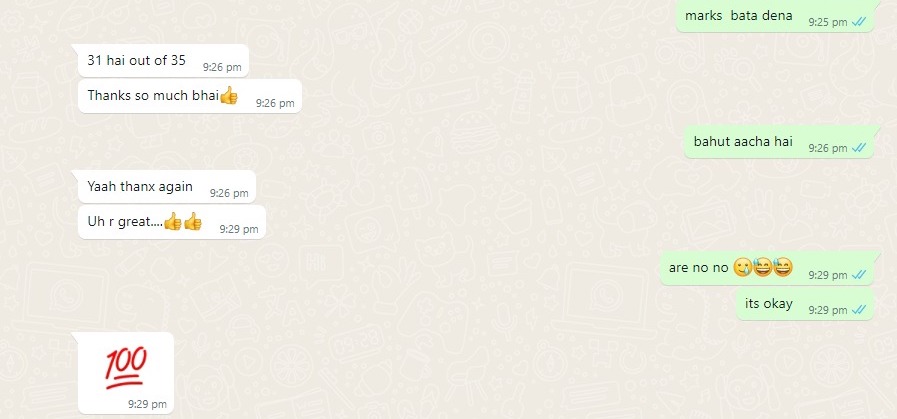 marks bata dena 9:25 pm
31 hai out of 35 9:26 pm
Thanks so much bhai👍 9:26 pm
bahut aacha hai 9:26 pm
Yaah thanx again 9:26 pm
Uh r great....👍👍 9:29 pm
are no no 🥲😅😅 9:29 pm
its okay 9:29 pm
💯
9:29 pm